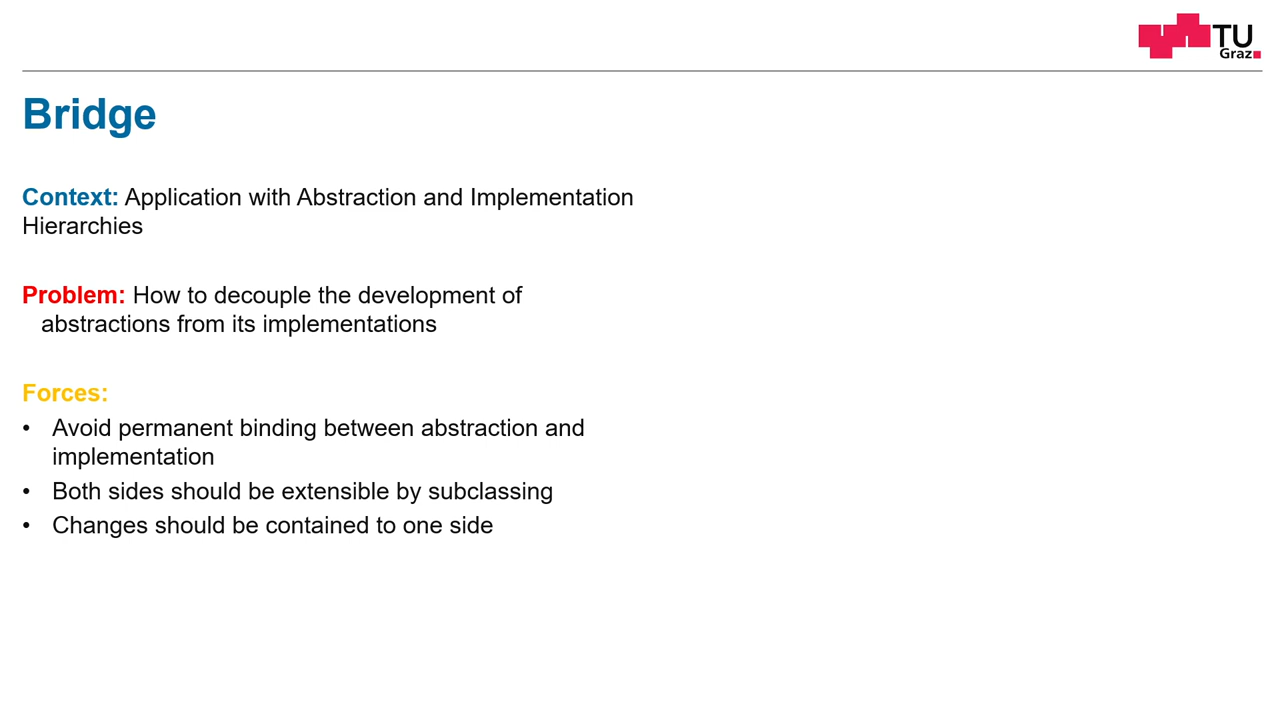 TU
Graz
Bridge
Context: Application with Abstraction and Implementation
Hierarchies
Problem: How to decouple the development of
abstractions from its implementations
Forces:
• Avoid permanent binding between abstraction and
implementation
• Both sides should be extensible by subclassing
• Changes should be contained to one side